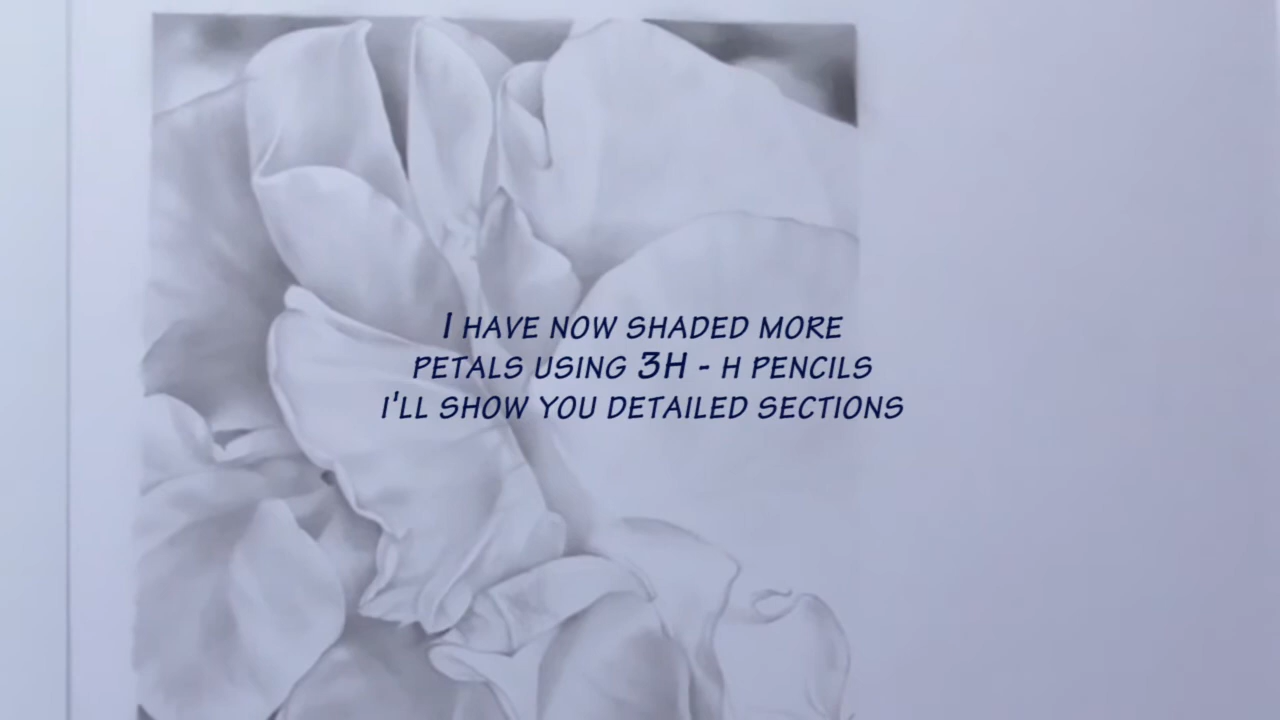 I HAVE NOW SHADED MORE
PETALS USING 3H - H PENCILS
I'LL SHOW YOU DETAILED SECTIONS